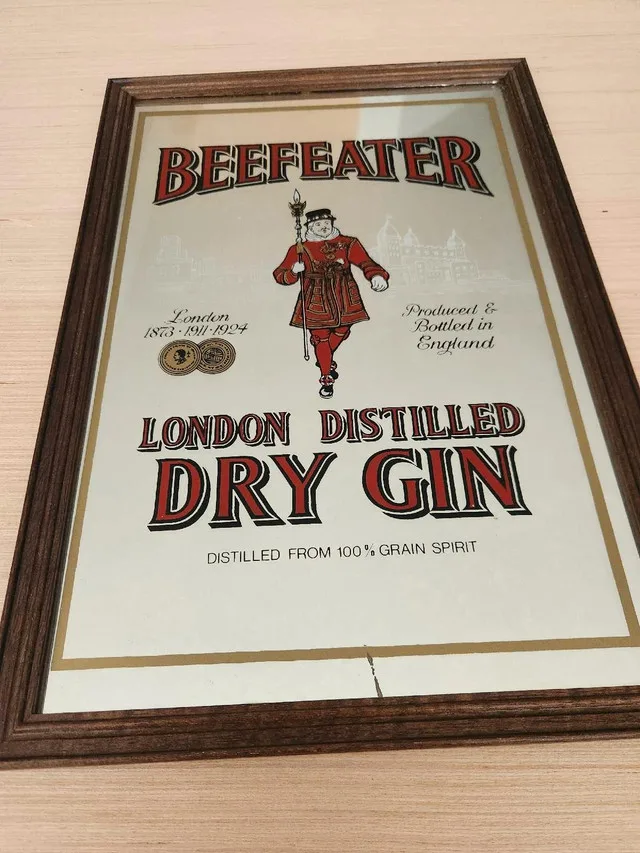 BEEFEATER
London
1873 · 1911 · 1924
Produced &
Bottled in
England
LONDON DISTILLED
DRY GIN
DISTILLED FROM 100% GRAIN SPIRIT